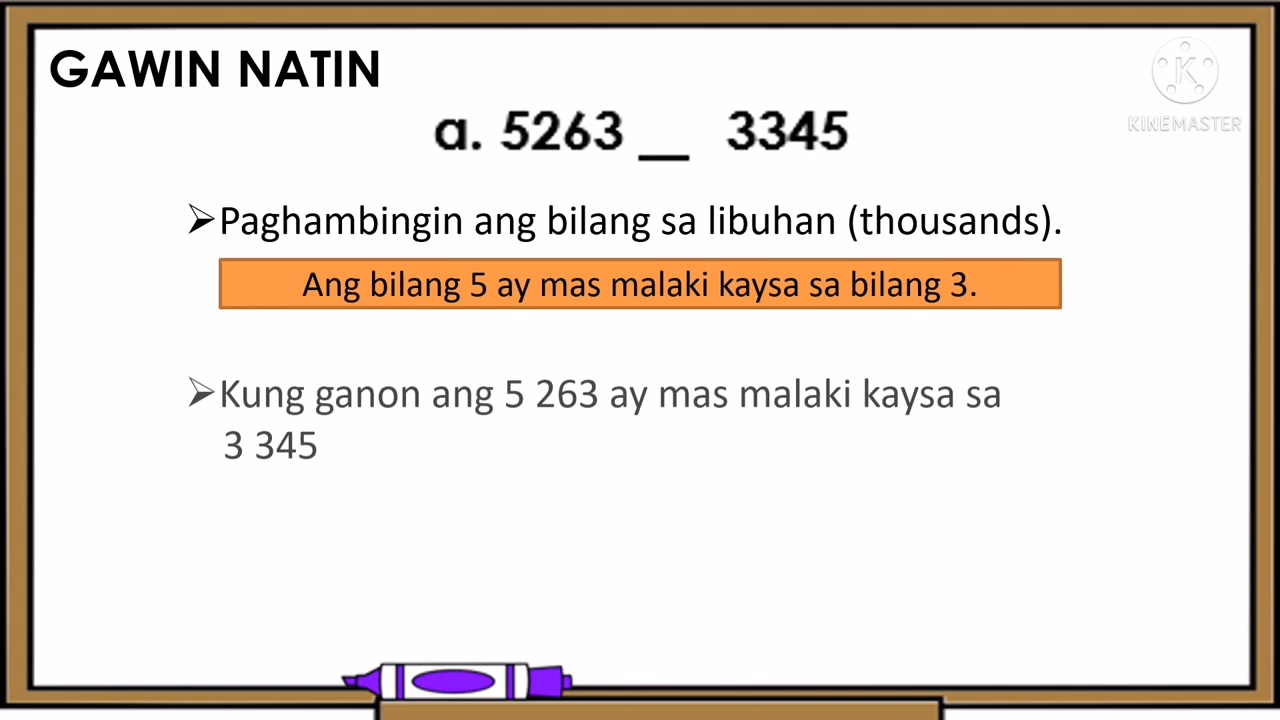 GAWIN NATIN
K
KINEMASTER
a. 5263 __ 3345
➢Paghambingin ang bilang sa libuhan (thousands).
Ang bilang 5 ay mas malaki kaysa sa bilang 3.
➢Kung ganon ang 5 263 ay mas malaki kaysa sa
3 345